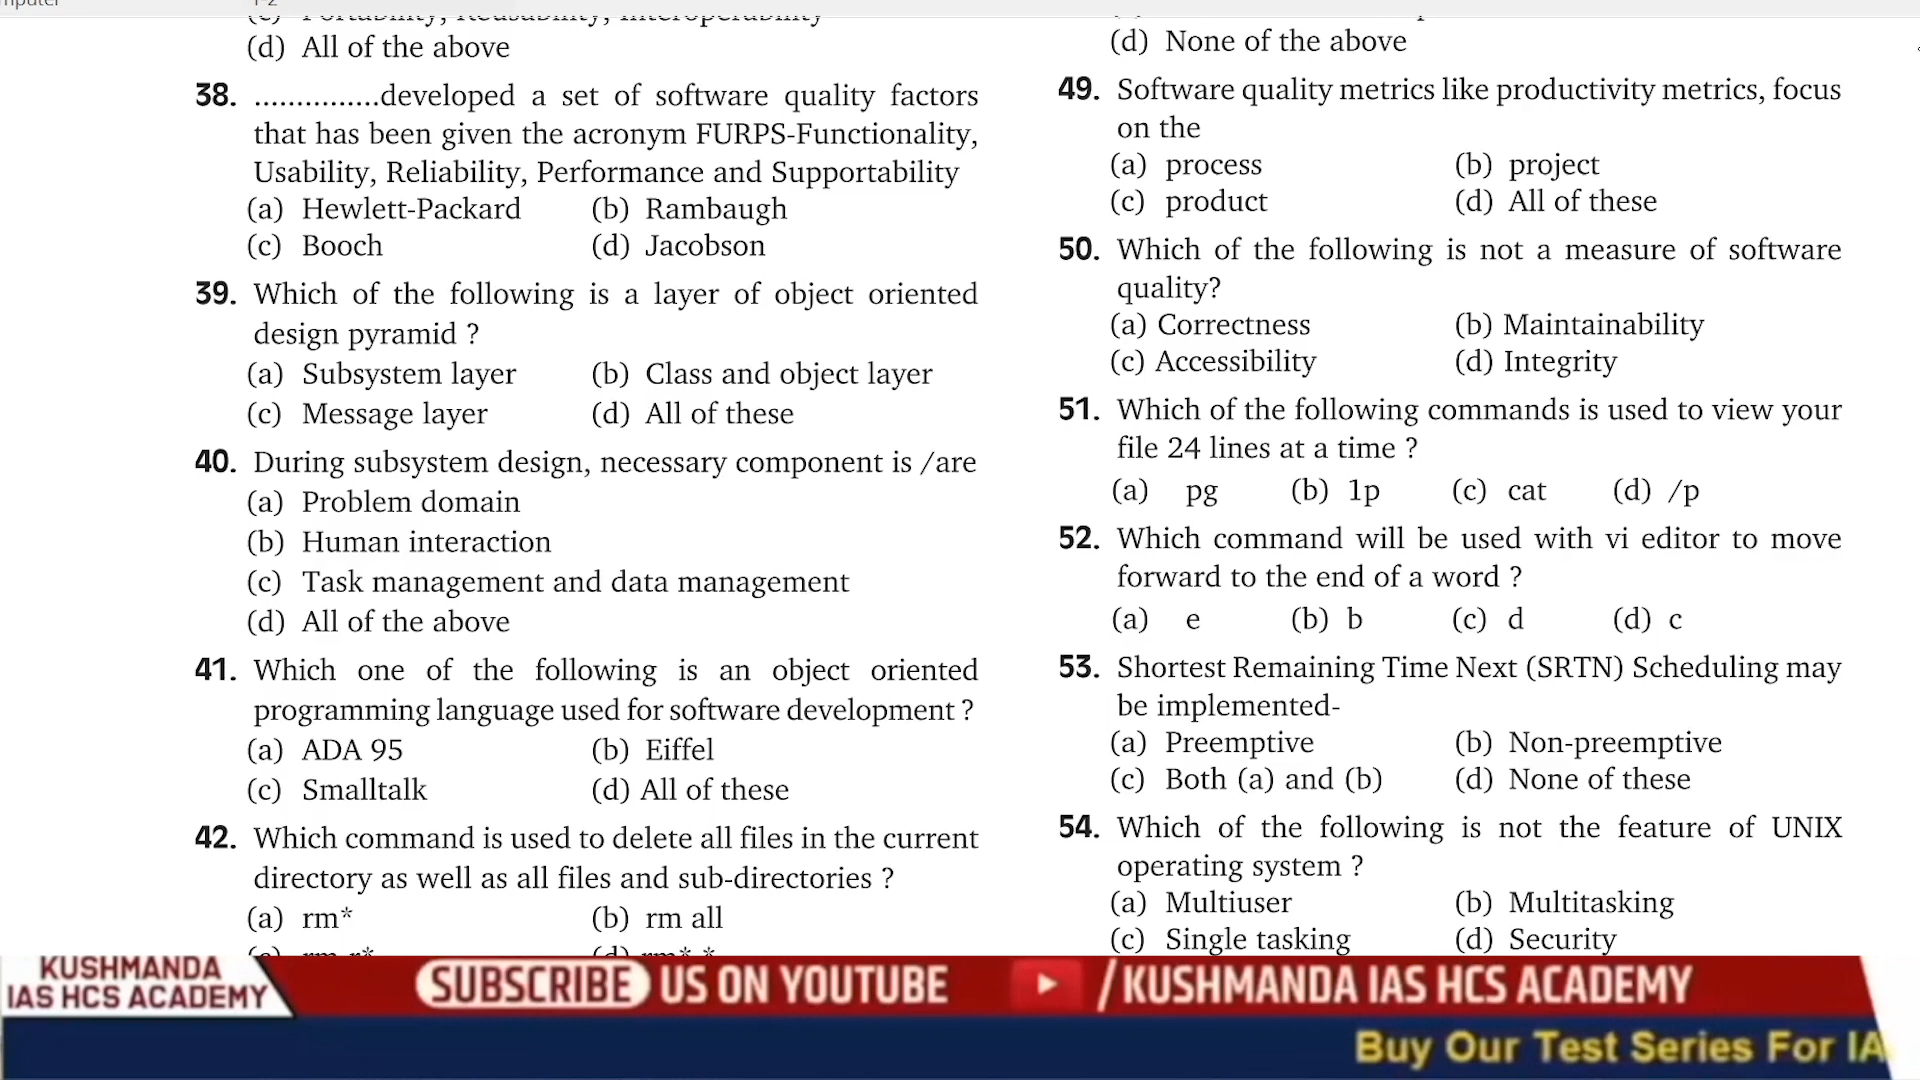 1-2
(c) Portability, Reusability, Interoperability
(d) All of the above
38. ...............developed a set of software quality factors
that has been given the acronym FURPS-Functionality,
Usability, Reliability, Performance and Supportability
(a) Hewlett-Packard (b) Rambaugh
(c) Booch (d) Jacobson
39. Which of the following is a layer of object oriented
design pyramid ?
(a) Subsystem layer (b) Class and object layer
(c) Message layer (d) All of these
40. During subsystem design, necessary component is /are
(a) Problem domain
(b) Human interaction
(c) Task management and data management
(d) All of the above
41. Which one of the following is an object oriented
programming language used for software development ?
(a) ADA 95 (b) Eiffel
(c) Smalltalk (d) All of these
42. Which command is used to delete all files in the current
directory as well as all files and sub-directories ?
(a) rm* (b) rm all
(c) rm r* (d) rm*.*
(d) None of the above
49. Software quality metrics like productivity metrics, focus
on the
(a) process (b) project
(c) product (d) All of these
50. Which of the following is not a measure of software
quality?
(a) Correctness (b) Maintainability
(c) Accessibility (d) Integrity
51. Which of the following commands is used to view your
file 24 lines at a time ?
(a) pg (b) 1p (c) cat (d) /p
52. Which command will be used with vi editor to move
forward to the end of a word ?
(a) e (b) b (c) d (d) c
53. Shortest Remaining Time Next (SRTN) Scheduling may
be implemented-
(a) Preemptive (b) Non-preemptive
(c) Both (a) and (b) (d) None of these
54. Which of the following is not the feature of UNIX
operating system ?
(a) Multiuser (b) Multitasking
(c) Single tasking (d) Security
KUSHMANDA
IAS HCS ACADEMY
SUBSCRIBE US ON YOUTUBE /KUSHMANDA IAS HCS ACADEMY
Buy Our Test Series For IA